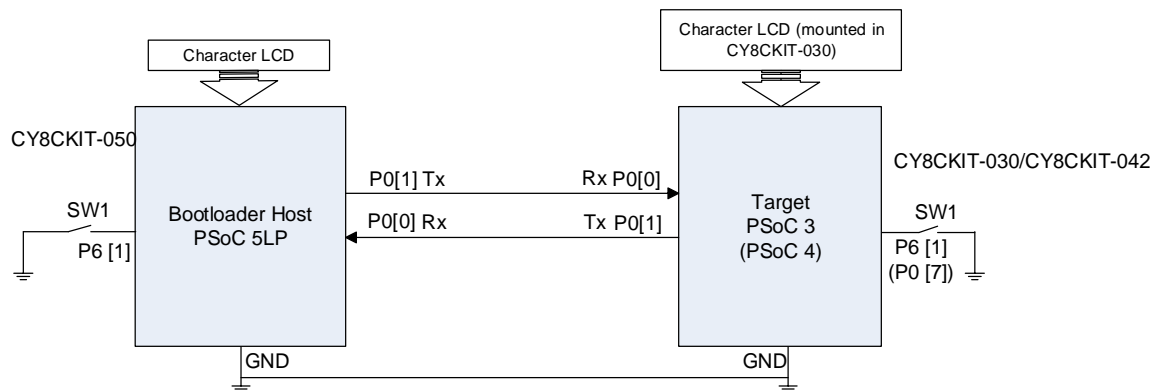 Character LCD
Character LCD (mounted in
CY8CKIT-030)
CY8CKIT-050
CY8CKIT-030/CY8CKIT-042
P0[1] Tx
Rx P0[0]
P0[0] Rx
Tx P0[1]
SW1
P6 [1]
Bootloader Host
PSoC 5LP
Target
PSoC 3
(PSoC 4)
SW1
P6 [1]
(P0 [7])
GND
GND